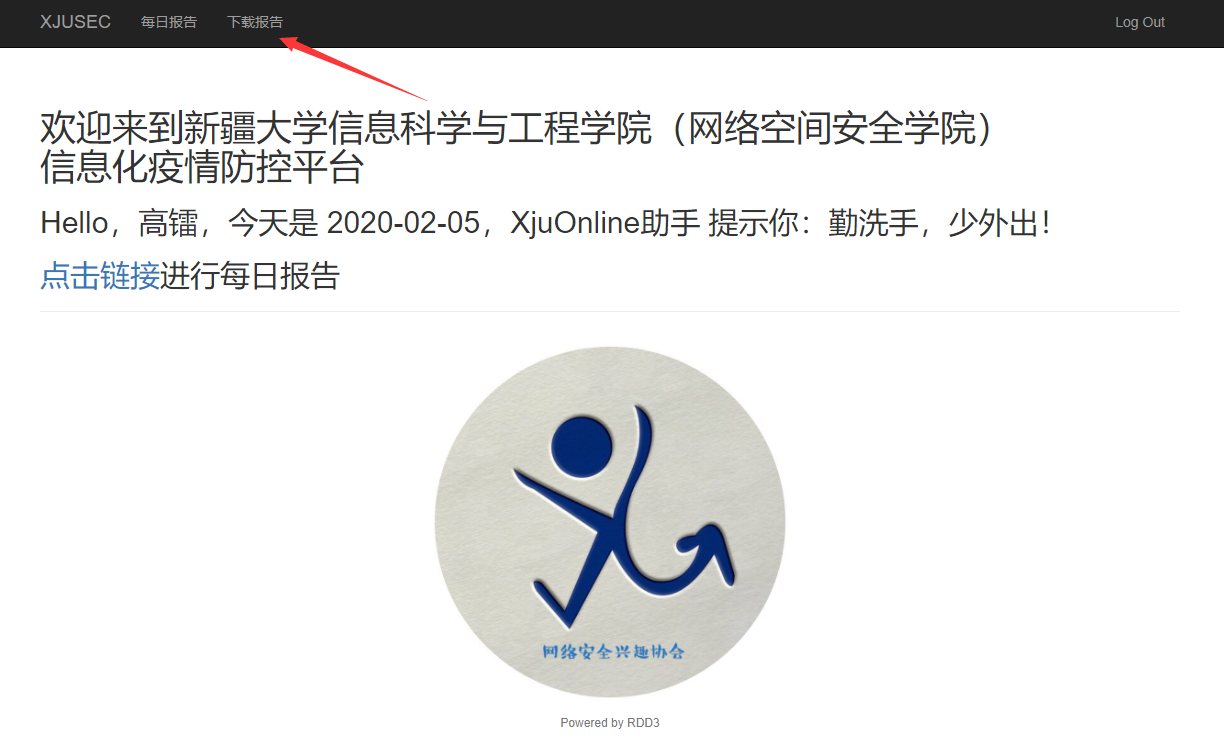 XJUSEC 每日报告 下载报告 Log Out
欢迎来到新疆大学信息科学与工程学院（网络空间安全学院）
信息化疫情防控平台
Hello，高镭，今天是 2020-02-05，XjuOnline助手 提示你：勤洗手，少外出！
点击链接进行每日报告
网络安全兴趣协会
Powered by RDD3